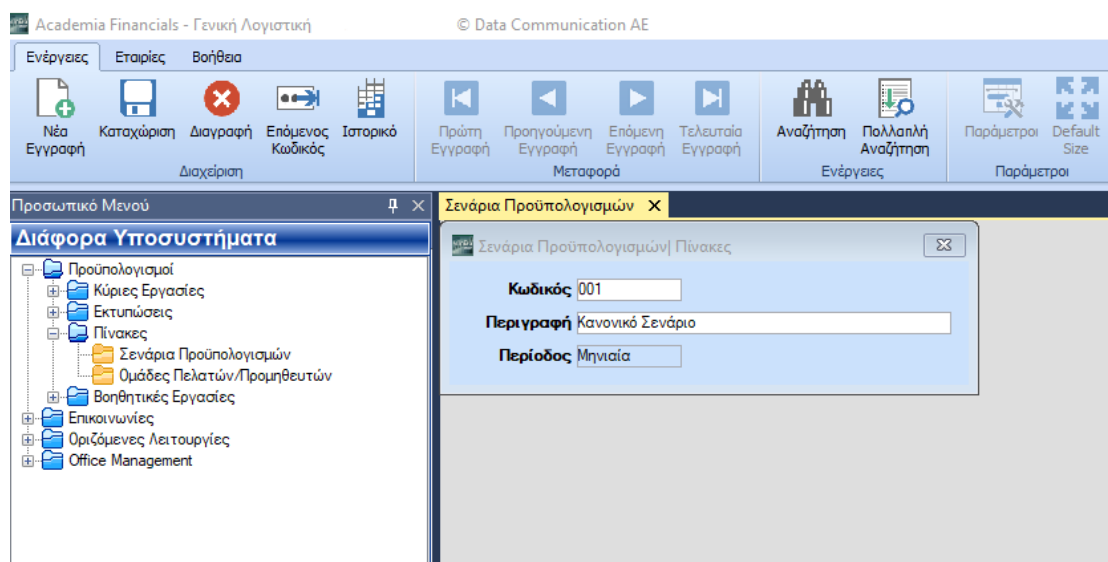 Academia Financials - Γενική Λογιστική © Data Communication AE
Ενέργειες Εταιρίες Βοήθεια
Νέα Εγγραφή
Καταχώριση
Διαγραφή
Επόμενος Κωδικός
Ιστορικό
Πρώτη Εγγραφή
Προηγούμενη Εγγραφή
Επόμενη Εγγραφή
Τελευταία Εγγραφή
Αναζήτηση
Πολλαπλή Αναζήτηση
Παράμετροι
Default Size
Διαχείριση Μεταφορά Ενέργειες Παράμετροι
Προσωπικό Μενού
Διάφορα Υποσυστήματα
Προϋπολογισμοί
Κύριες Εργασίες
Εκτυπώσεις
Πίνακες
Σενάρια Προϋπολογισμών
Ομάδες Πελατών/Προμηθευτών
Βοηθητικές Εργασίες
Επικοινωνίες
Οριζόμενες Λειτουργίες
Office Management
Σενάρια Προϋπολογισμών X
Σενάρια Προϋπολογισμών| Πίνακες
Κωδικός 001
Περιγραφή Κανονικό Σενάριο
Περίοδος Μηνιαία